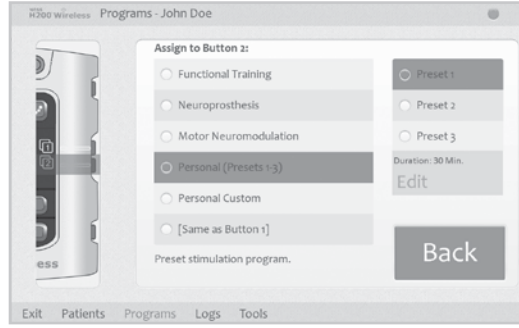 H200 Wireless Programs - John Doe
Assign to Button 2:
Functional Training
Neuroprosthesis
Motor Neuromodulation
Personal (Presets 1-3)
Personal Custom
[Same as Button 1]
Preset stimulation program.
Preset 1
Preset 2
Preset 3
Duration: 30 Min.
Edit
Back
1
2
ess
Exit Patients Programs Logs Tools